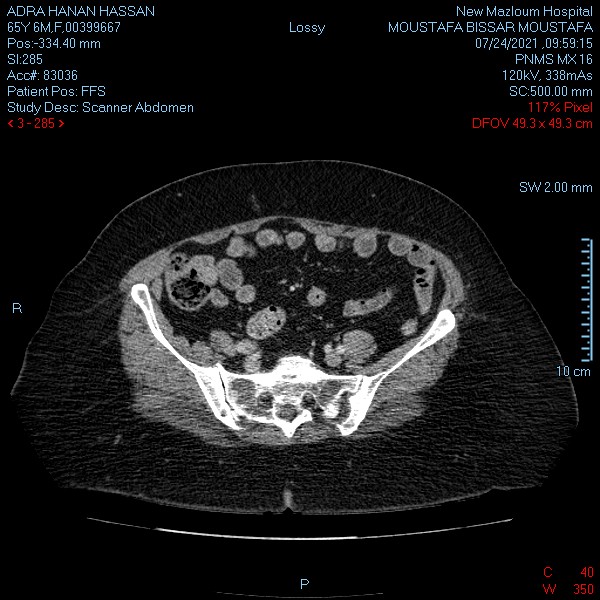 ADRA HANAN HASSAN
65Y 6M,F,00399667
Pos:-334.40 mm
SI:285
Acc#: 83036
Patient Pos: FFS
Study Desc: Scanner Abdomen
< 3 - 285 >
Lossy
New Mazloum Hospital
MOUSTAFA BISSAR MOUSTAFA
07/24/2021 ,09:59:15
PNMS MX 16
120kV, 338mAs
SC:500.00 mm
117% Pixel
DFOV 49.3 x 49.3 cm
SW 2.00 mm
R
10 cm
P
C 40
W 350